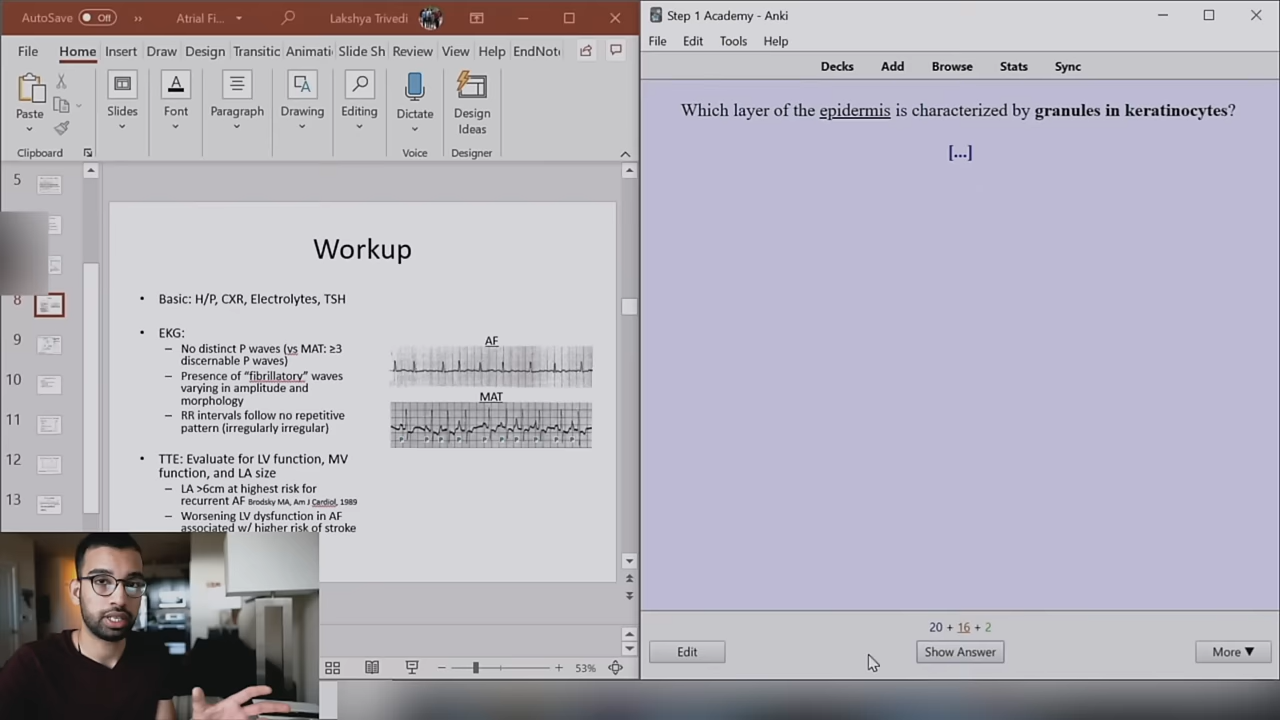 AutoSave Off
Atrial Fi...
Lakshya Trivedi
File Home Insert Draw Design Transitic Animati Slide Sh Review View Help EndNote
Paste
Slides
Font
Paragraph
Drawing
Editing
Dictate
Design
Ideas
Clipboard
Voice
Designer
5
8
9
10
11
12
13
Workup
• Basic: H/P, CXR, Electrolytes, TSH
• EKG:
– No distinct P waves (vs MAT: ≥3
discernable P waves)
– Presence of “fibrillatory” waves
varying in amplitude and
morphology
– RR intervals follow no repetitive
pattern (irregularly irregular)
• TTE: Evaluate for LV function, MV
function, and LA size
– LA >6cm at highest risk for
recurrent AF Brodsky MA, Am J Cardiol, 1989
– Worsening LV dysfunction in AF
associated w/ higher risk of stroke
AF
MAT
53%
Step 1 Academy - Anki
File Edit Tools Help
Decks Add Browse Stats Sync
Which layer of the epidermis is characterized by granules in keratinocytes?
[...]
20 + 16 + 2
Edit
Show Answer
More ▼